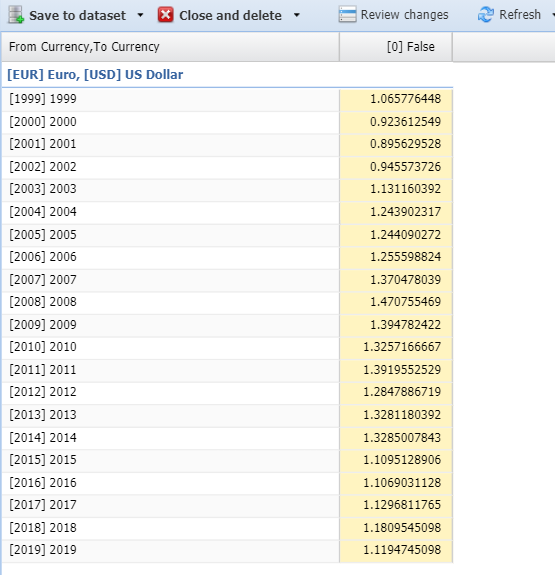 Save to dataset Close and delete Review changes Refresh
From Currency,To Currency [0] False
[EUR] Euro, [USD] US Dollar
[1999] 1999 1.065776448
[2000] 2000 0.923612549
[2001] 2001 0.895629528
[2002] 2002 0.945573726
[2003] 2003 1.131160392
[2004] 2004 1.243902317
[2005] 2005 1.244090272
[2006] 2006 1.255598824
[2007] 2007 1.370478039
[2008] 2008 1.470755469
[2009] 2009 1.394782422
[2010] 2010 1.3257166667
[2011] 2011 1.3919552529
[2012] 2012 1.2847886719
[2013] 2013 1.3281180392
[2014] 2014 1.3285007843
[2015] 2015 1.1095128906
[2016] 2016 1.1069031128
[2017] 2017 1.1296811765
[2018] 2018 1.1809545098
[2019] 2019 1.1194745098